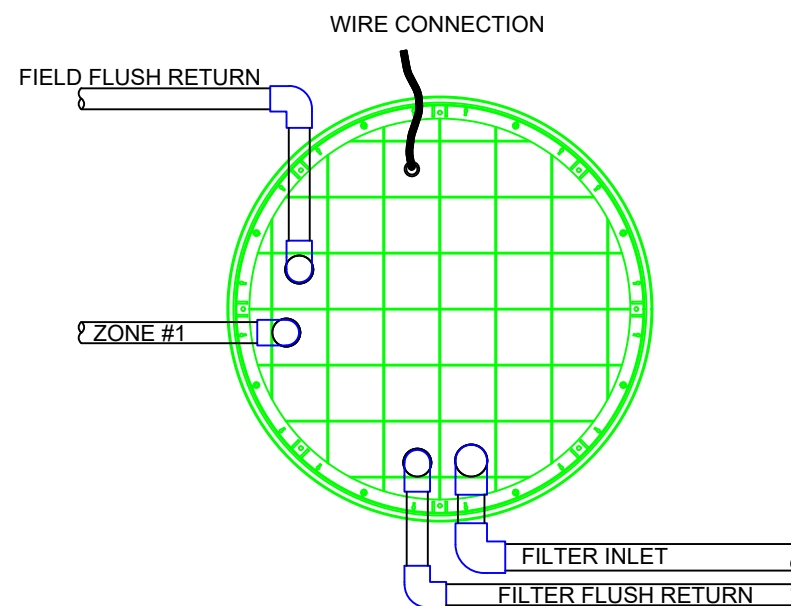 WIRE CONNECTION
FIELD FLUSH RETURN
ZONE #1
FILTER INLET
FILTER FLUSH RETURN